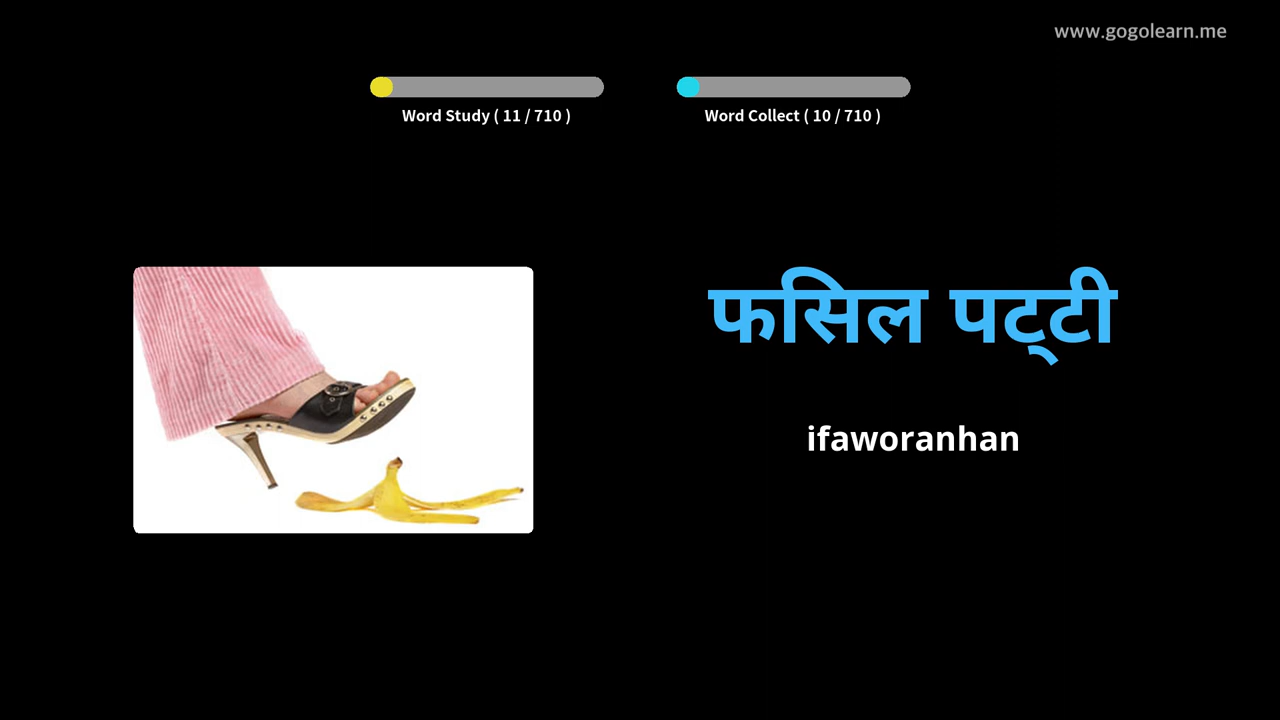 www.gogolearn.me
Word Study ( 11 / 710 )
Word Collect ( 10 / 710 )
फसिल पट्‌टी
ifaworanhan